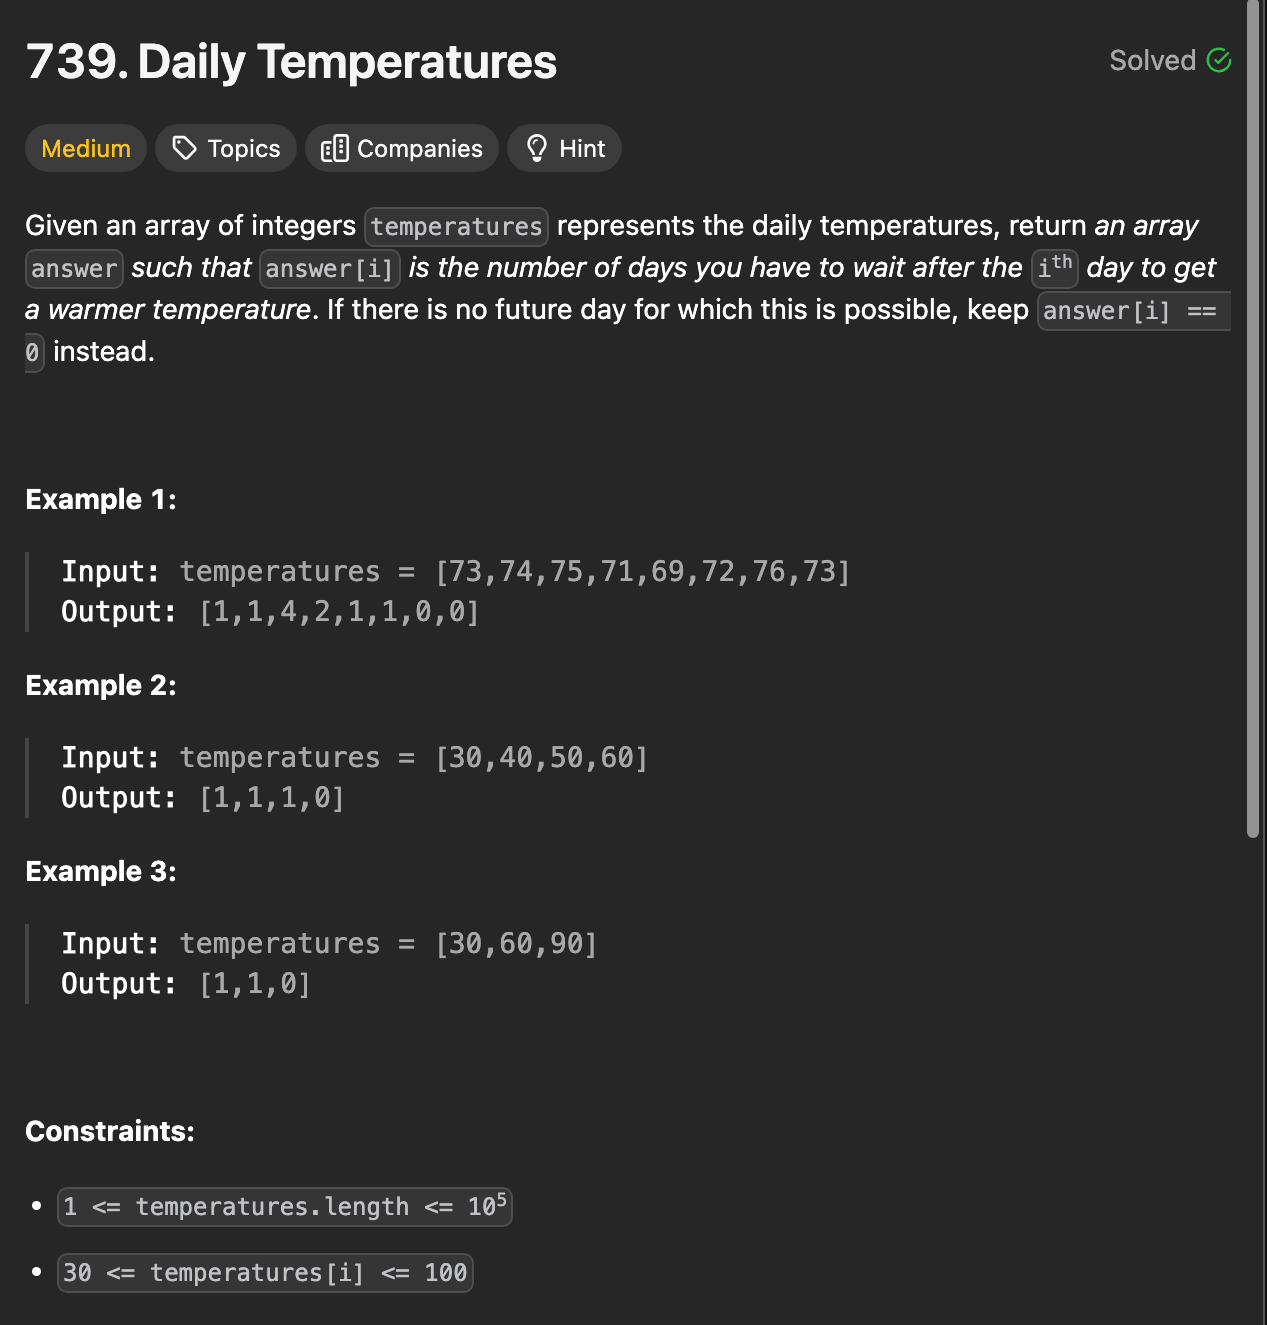 739. Daily Temperatures
Solved
Medium Topics Companies Hint
Given an array of integers temperatures represents the daily temperatures, return an array
answer such that answer[i] is the number of days you have to wait after the ith day to get
a warmer temperature. If there is no future day for which this is possible, keep answer[i] ==
0 instead.
Example 1:
Input: temperatures = [73,74,75,71,69,72,76,73]
Output: [1,1,4,2,1,1,0,0]
Example 2:
Input: temperatures = [30,40,50,60]
Output: [1,1,1,0]
Example 3:
Input: temperatures = [30,60,90]
Output: [1,1,0]
Constraints:
• 1 <= temperatures.length <= 10⁵
• 30 <= temperatures[i] <= 100